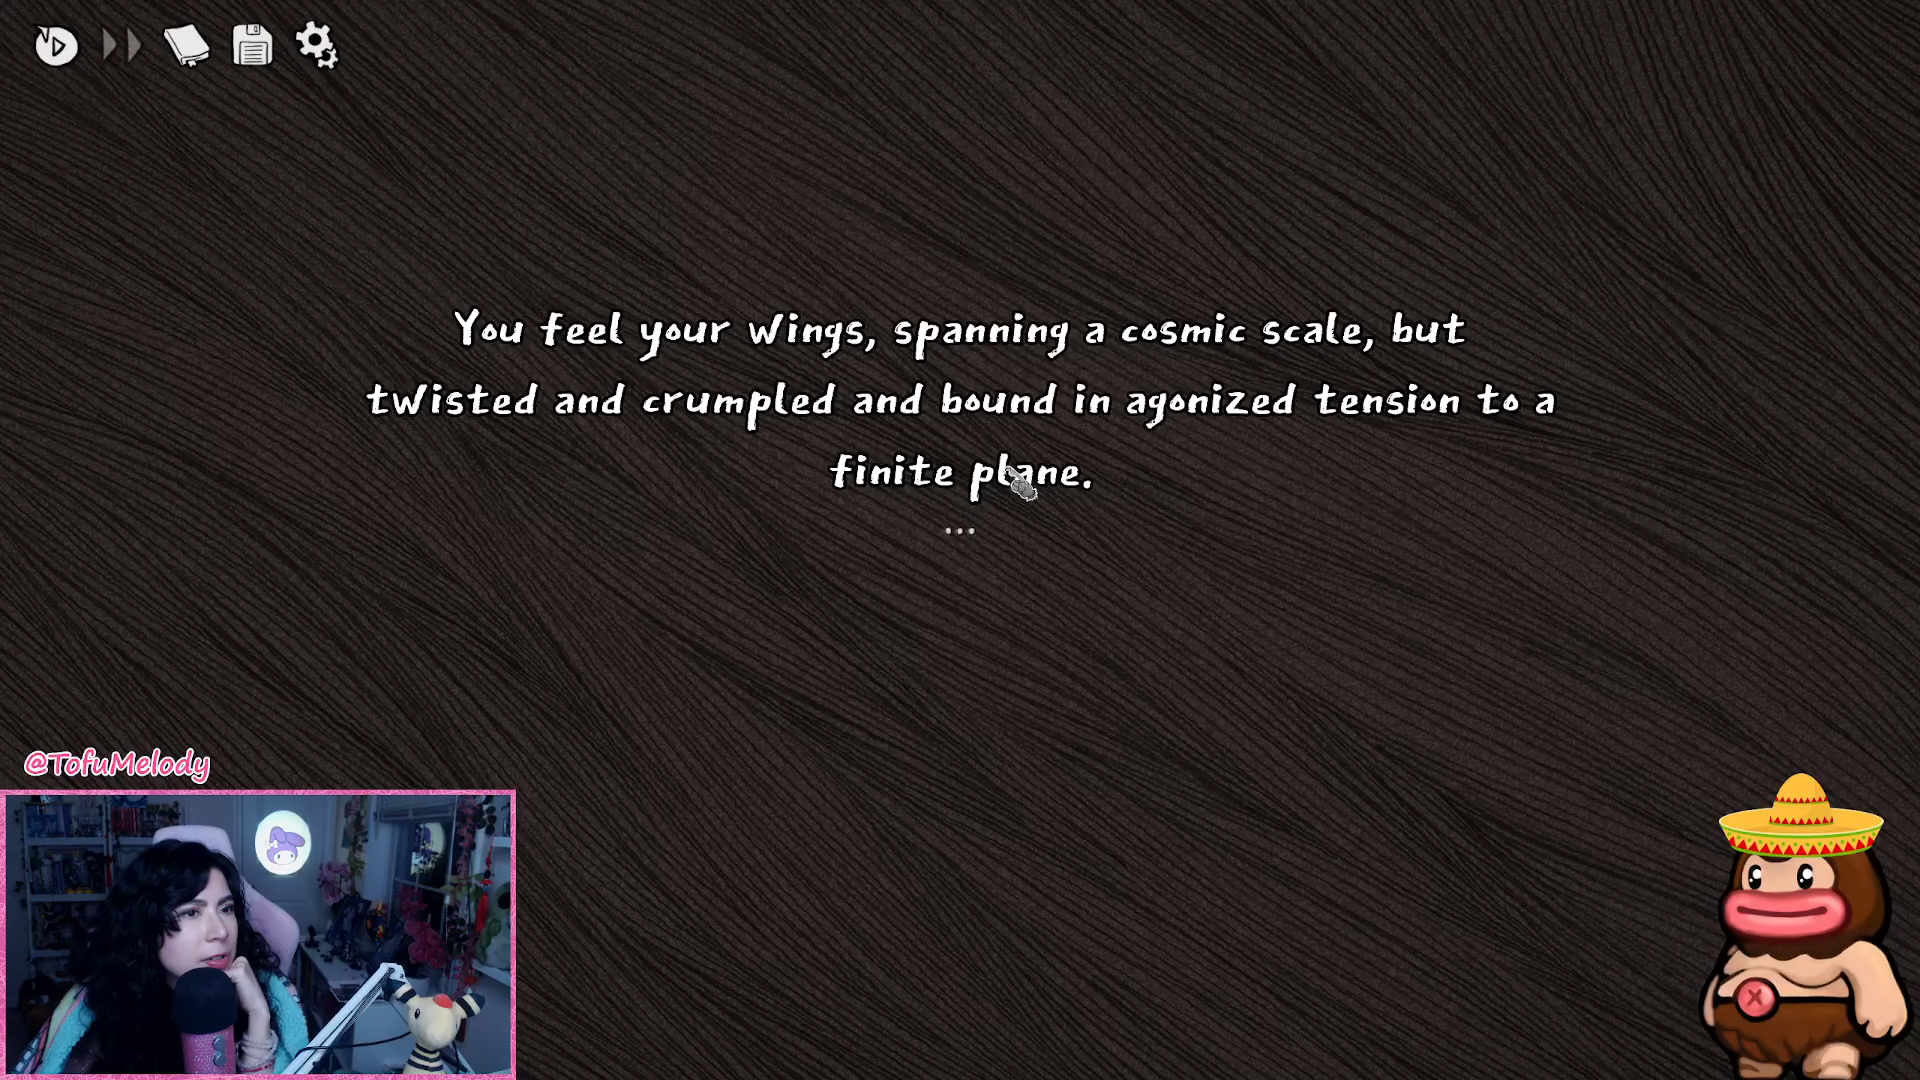 You feel your wings, spanning a cosmic scale, but
twisted and crumpled and bound in agonized tension to a
finite plane.
...
@TofuMelody